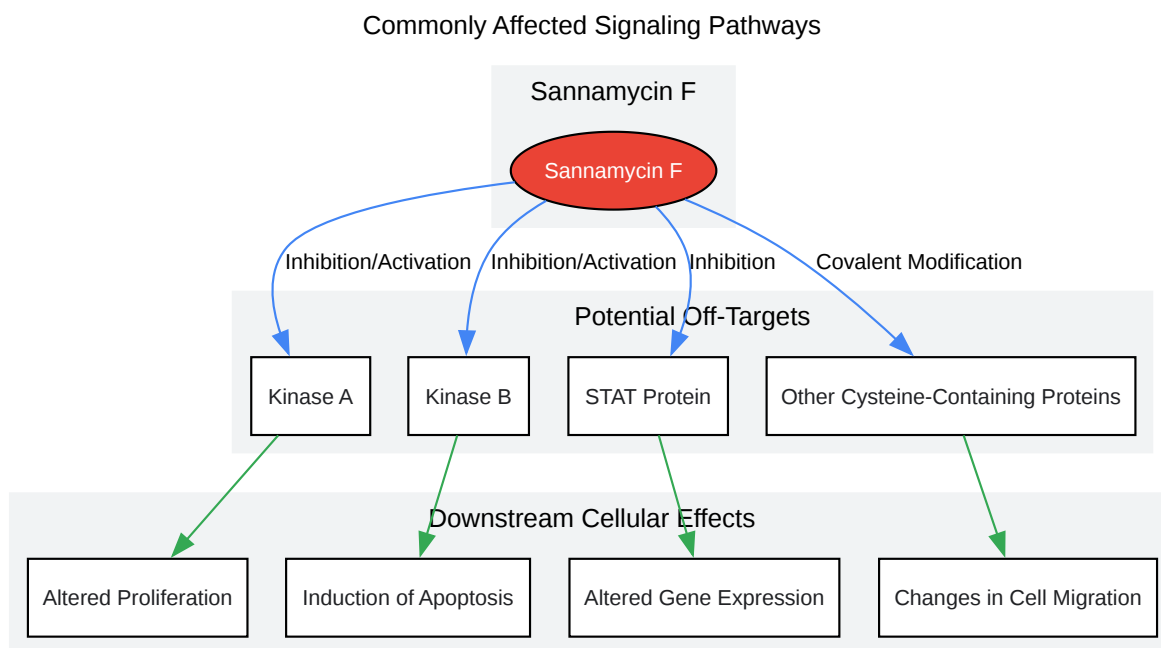 Commonly Affected Signaling Pathways
Sannamycin F
Sannamycin F
Inhibition/Activation
Inhibition/Activation
Inhibition
Covalent Modification
Potential Off-Targets
Kinase A
Kinase B
STAT Protein
Other Cysteine-Containing Proteins
Downstream Cellular Effects
Altered Proliferation
Induction of Apoptosis
Altered Gene Expression
Changes in Cell Migration